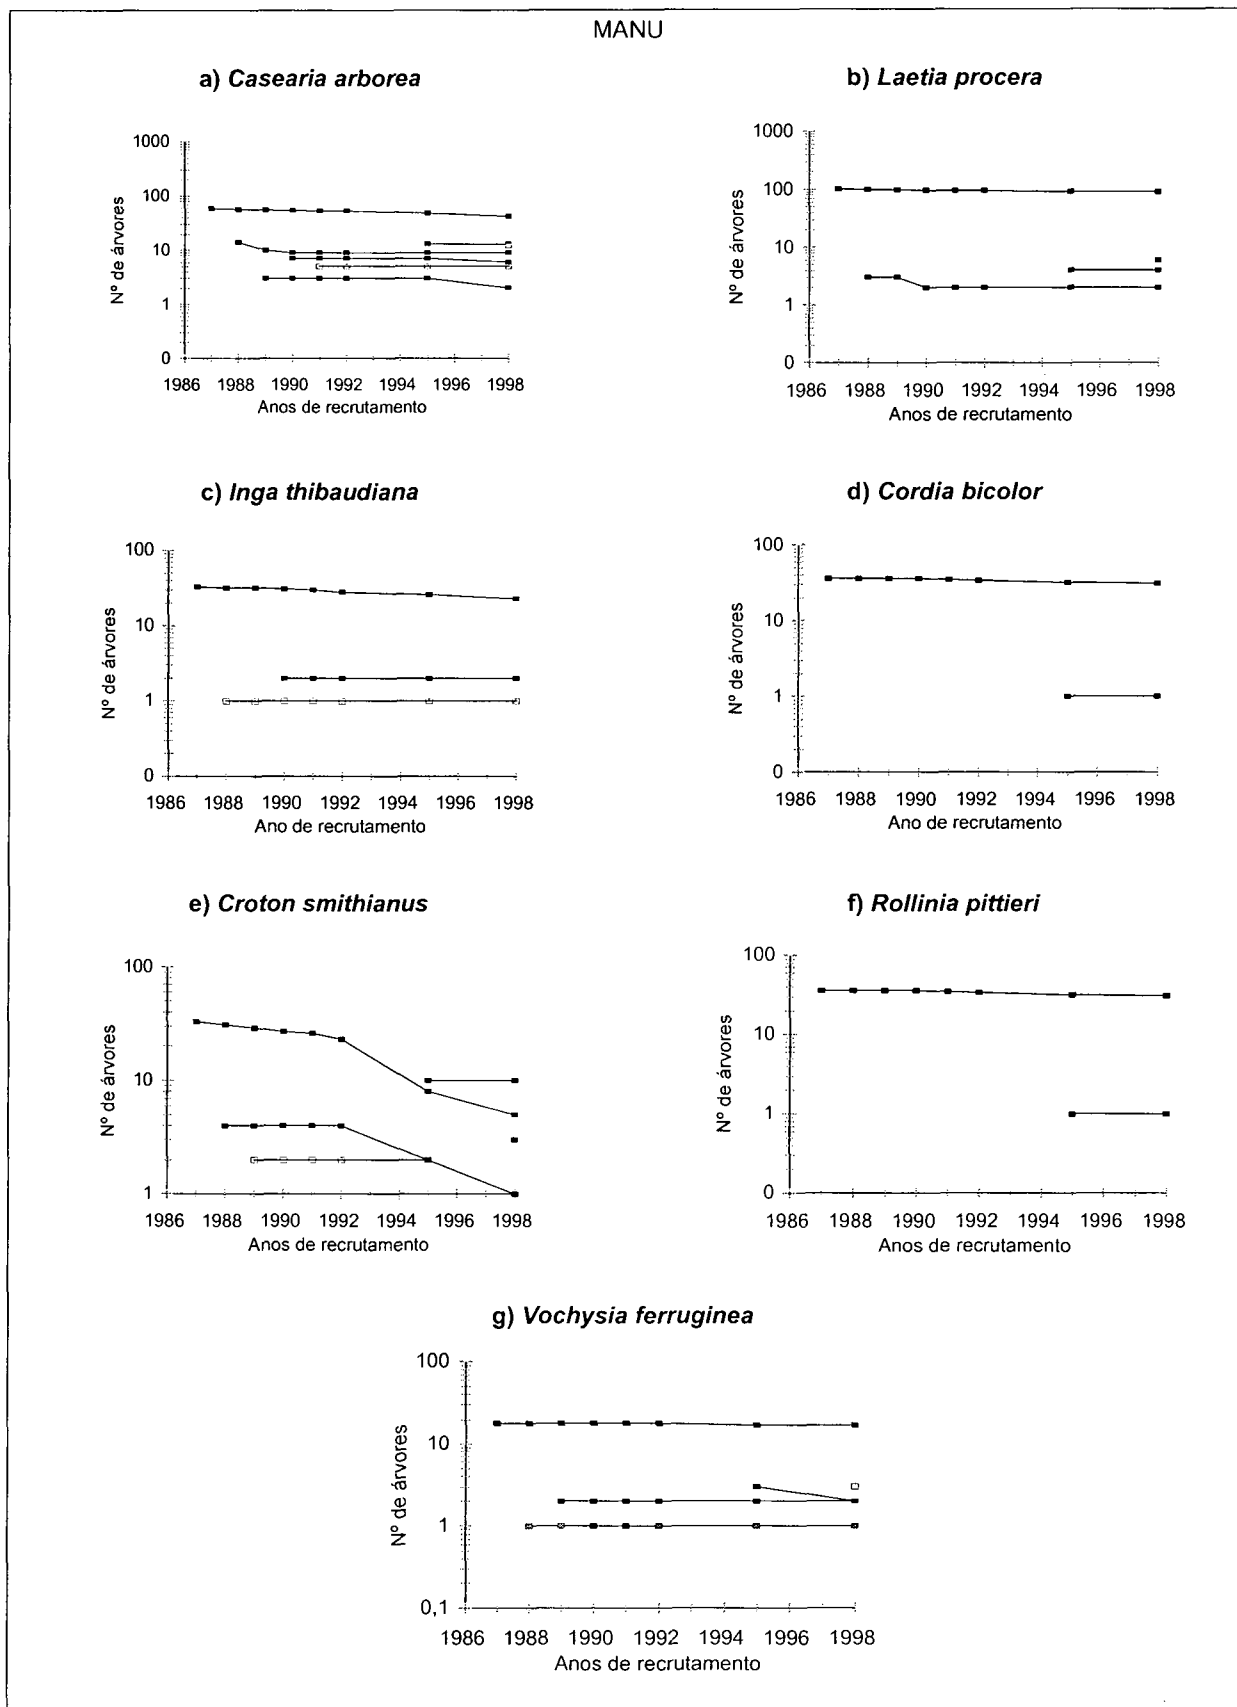 MANU
a) Casearia arborea
Nº de árvores
1000
100
10
1
0
1986 1988 1990 1992 1994 1996 1998
Anos de recrutamento
b) Laetia procera
Nº de árvores
1000
100
10
1
0
1986 1988 1990 1992 1994 1996 1998
Anos de recrutamento
c) Inga thibaudiana
Nº de árvores
100
10
1
0
1986 1988 1990 1992 1994 1996 1998
Ano de recrutamento
d) Cordia bicolor
Nº de árvores
100
10
1
0
1986 1988 1990 1992 1994 1996 1998
Ano de recrutamento
e) Croton smithianus
Nº de árvores
100
10
1
1986 1988 1990 1992 1994 1996 1998
Anos de recrutamento
f) Rollinia pittieri
Nº de árvores
100
10
1
0
1986 1988 1990 1992 1994 1996 1998
Anos de recrutamento
g) Vochysia ferruginea
Nº de árvores
100
10
1
0,1
1986 1988 1990 1992 1994 1996 1998
Anos de recrutamento